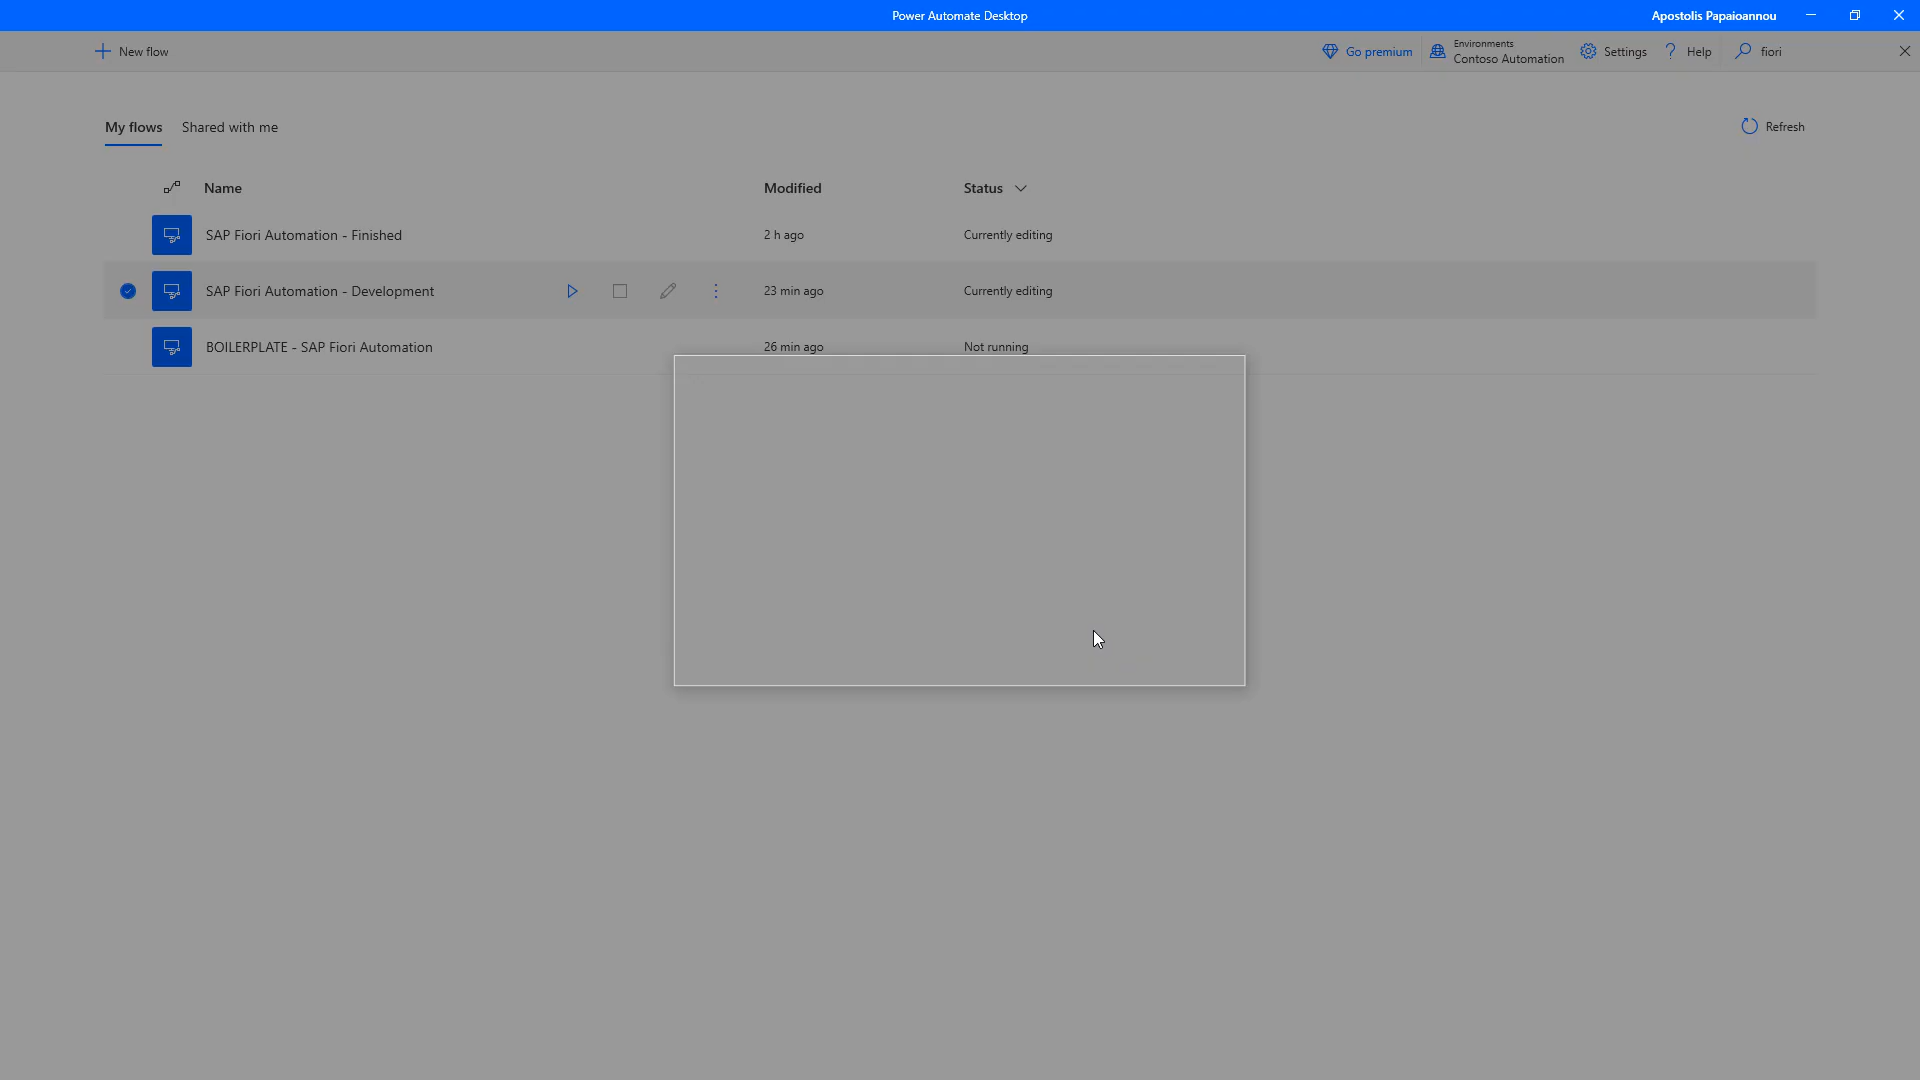 Power Automate Desktop
Apostolis Papaioannou
New flow
Go premium
Environments
Contoso Automation
Settings
Help
fiori
My flows
Shared with me
Refresh
Name
Modified
Status
SAP Fiori Automation - Finished
2 h ago
Currently editing
SAP Fiori Automation - Development
23 min ago
Currently editing
BOILERPLATE - SAP Fiori Automation
26 min ago
Not running